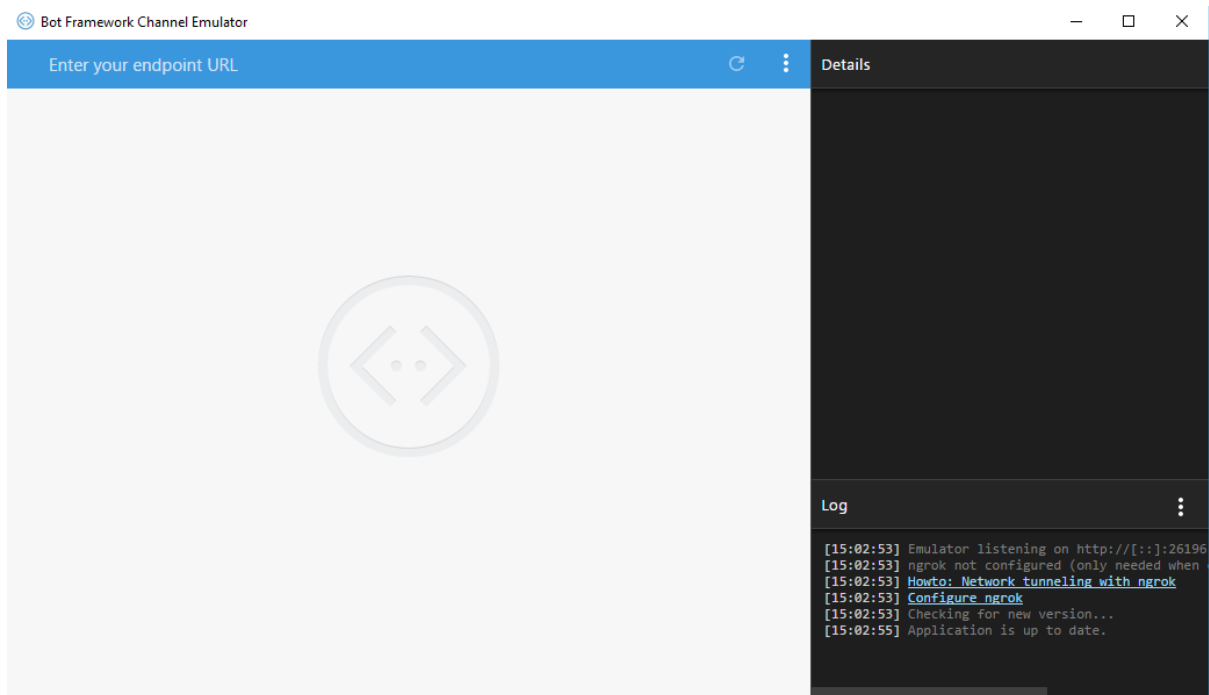 Bot Framework Channel Emulator
Enter your endpoint URL
Details
Log
[15:02:53] Emulator listening on http://[::]:26196
[15:02:53] ngrok not configured (only needed when
[15:02:53] Howto: Network tunneling with ngrok
[15:02:53] Configure ngrok
[15:02:53] Checking for new version...
[15:02:55] Application is up to date.